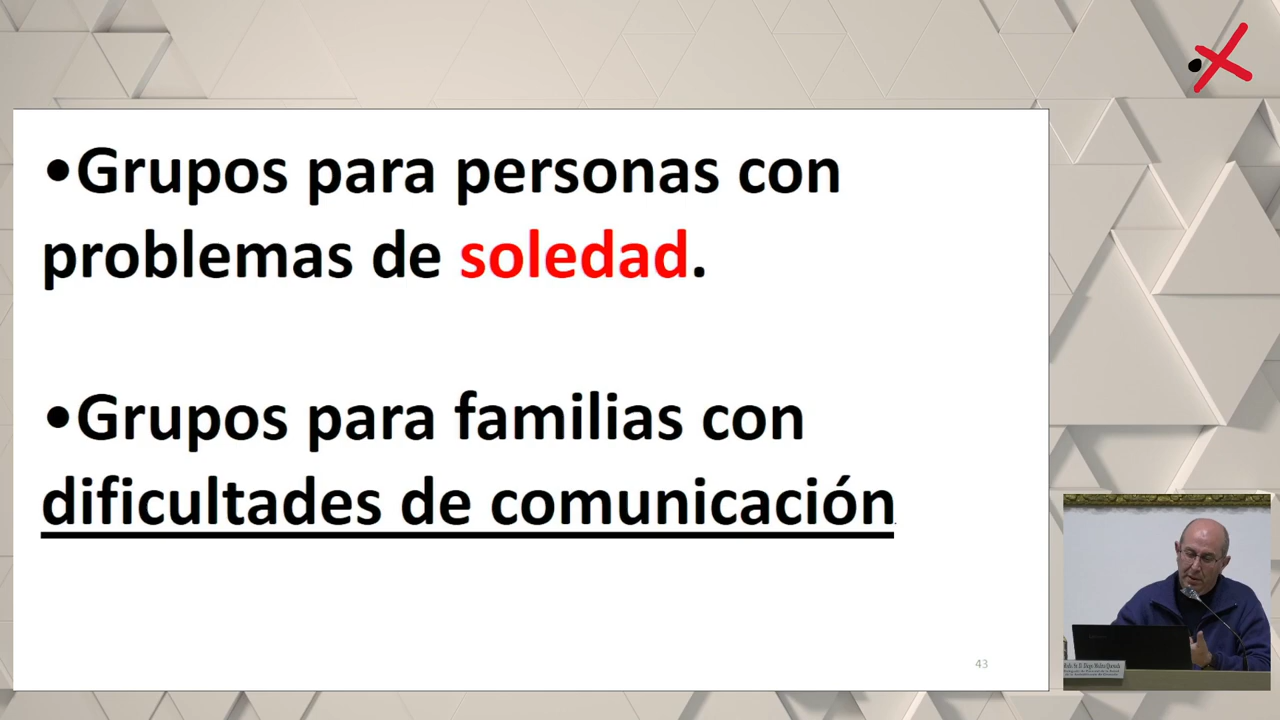 •Grupos para personas con
problemas de soledad.
•Grupos para familias con
dificultades de comunicación.
43